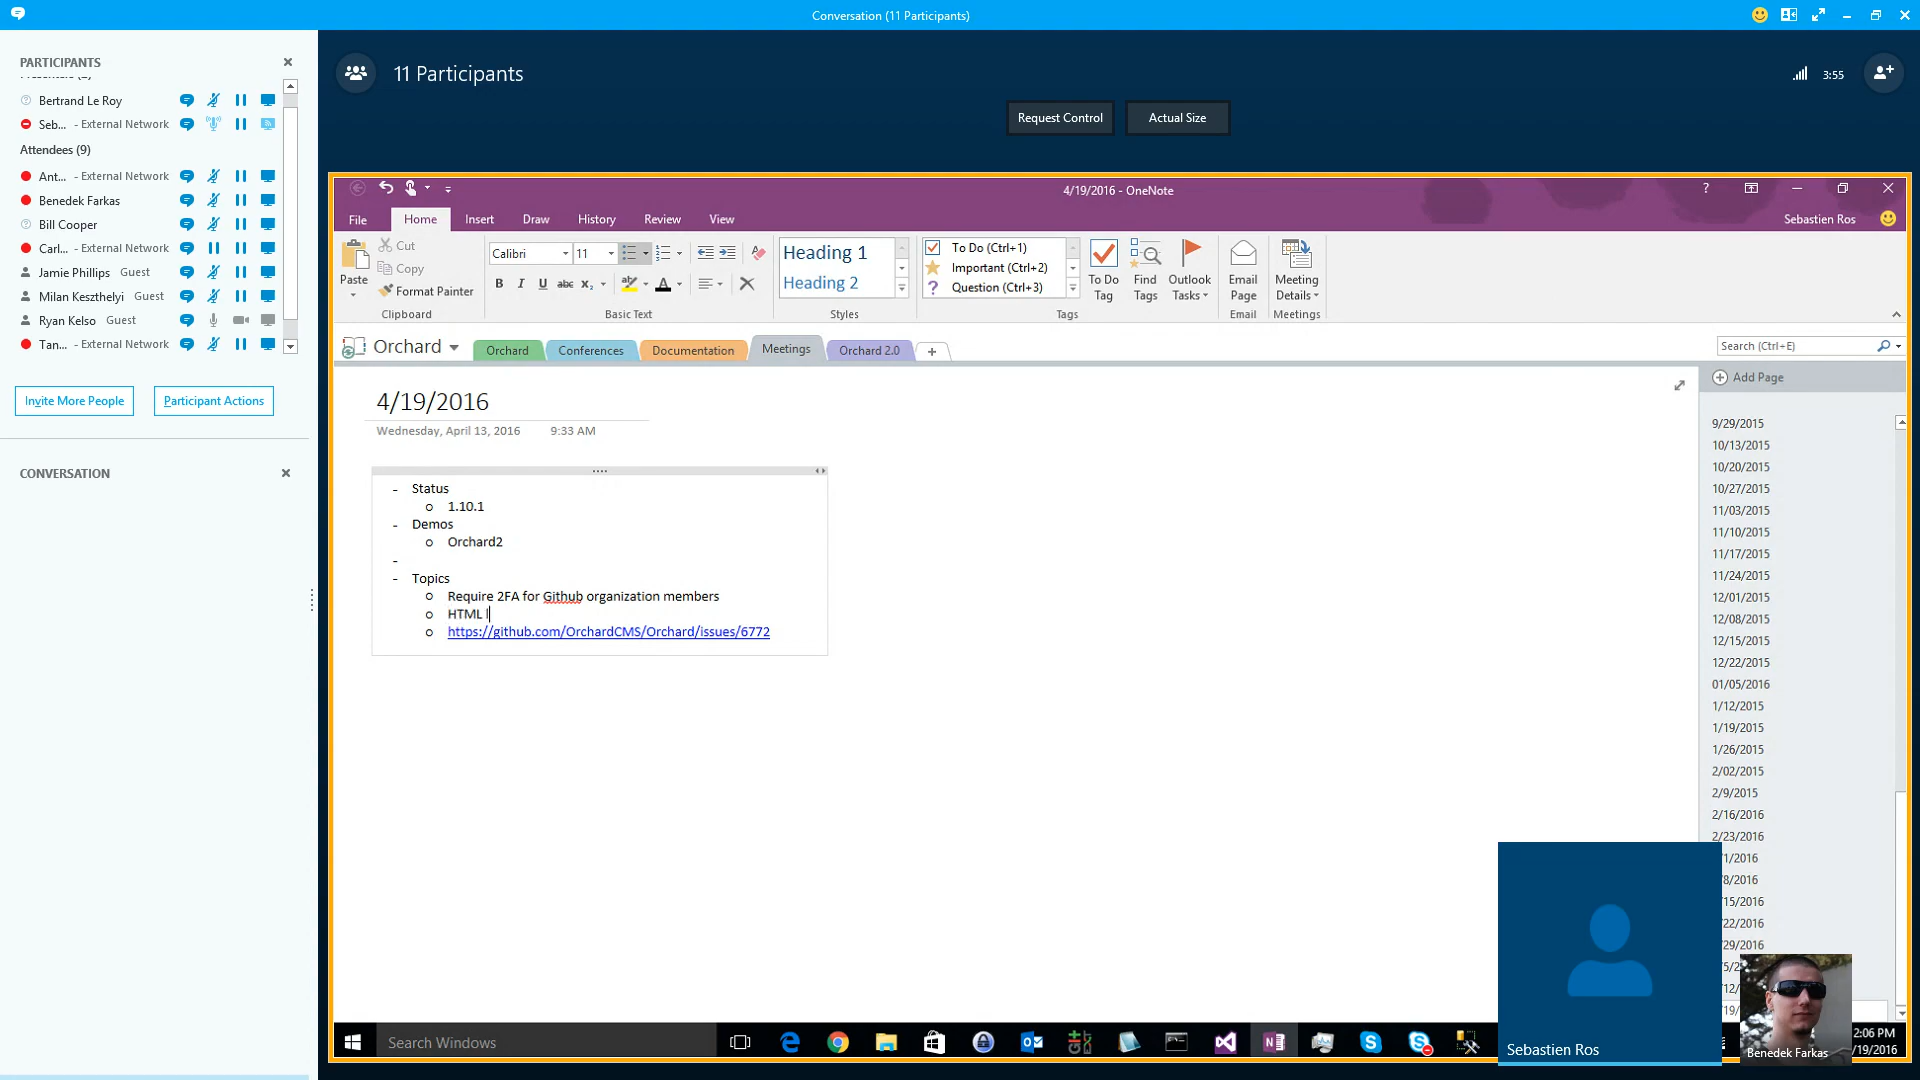 Conversation (11 Participants)
PARTICIPANTS
Bertrand Le Roy
Seb... - External Network
Attendees (9)
Ant... - External Network
Benedek Farkas
Bill Cooper
Carl... - External Network
Jamie Phillips Guest
Milan Keszthelyi Guest
Ryan Kelso Guest
Tan... - External Network
Invite More People
Participant Actions
CONVERSATION
11 Participants
3:55
Request Control
Actual Size
4/19/2016 - OneNote
File
Home
Insert
Draw
History
Review
View
Sebastien Ros
Paste
Cut
Copy
Format Painter
Clipboard
Calibri
11
B I U abc x₂
A
Basic Text
Heading 1
Heading 2
Styles
To Do (Ctrl+1)
Important (Ctrl+2)
Question (Ctrl+3)
To Do Tag
Find Tags
Outlook Tasks
Tags
Email Page
Email
Meeting Details
Meetings
Orchard
Orchard
Conferences
Documentation
Meetings
Orchard 2.0
Search (Ctrl+E)
Add Page
4/19/2016
Wednesday, April 13, 2016 9:33 AM
- Status
o 1.10.1
- Demos
o Orchard2
-
- Topics
o Require 2FA for Github organization members
o HTML l
o https://github.com/OrchardCMS/Orchard/issues/6772
9/29/2015
10/13/2015
10/20/2015
10/27/2015
11/03/2015
11/10/2015
11/17/2015
11/24/2015
12/01/2015
12/08/2015
12/15/2015
12/22/2015
01/05/2016
1/12/2015
1/19/2015
1/26/2015
2/02/2015
2/9/2015
2/16/2016
2/23/2016
/1/2016
/8/2016
/15/2016
/22/2016
/29/2016
Sebastien Ros
Benedek Farkas
Search Windows
2:06 PM
/19/2016